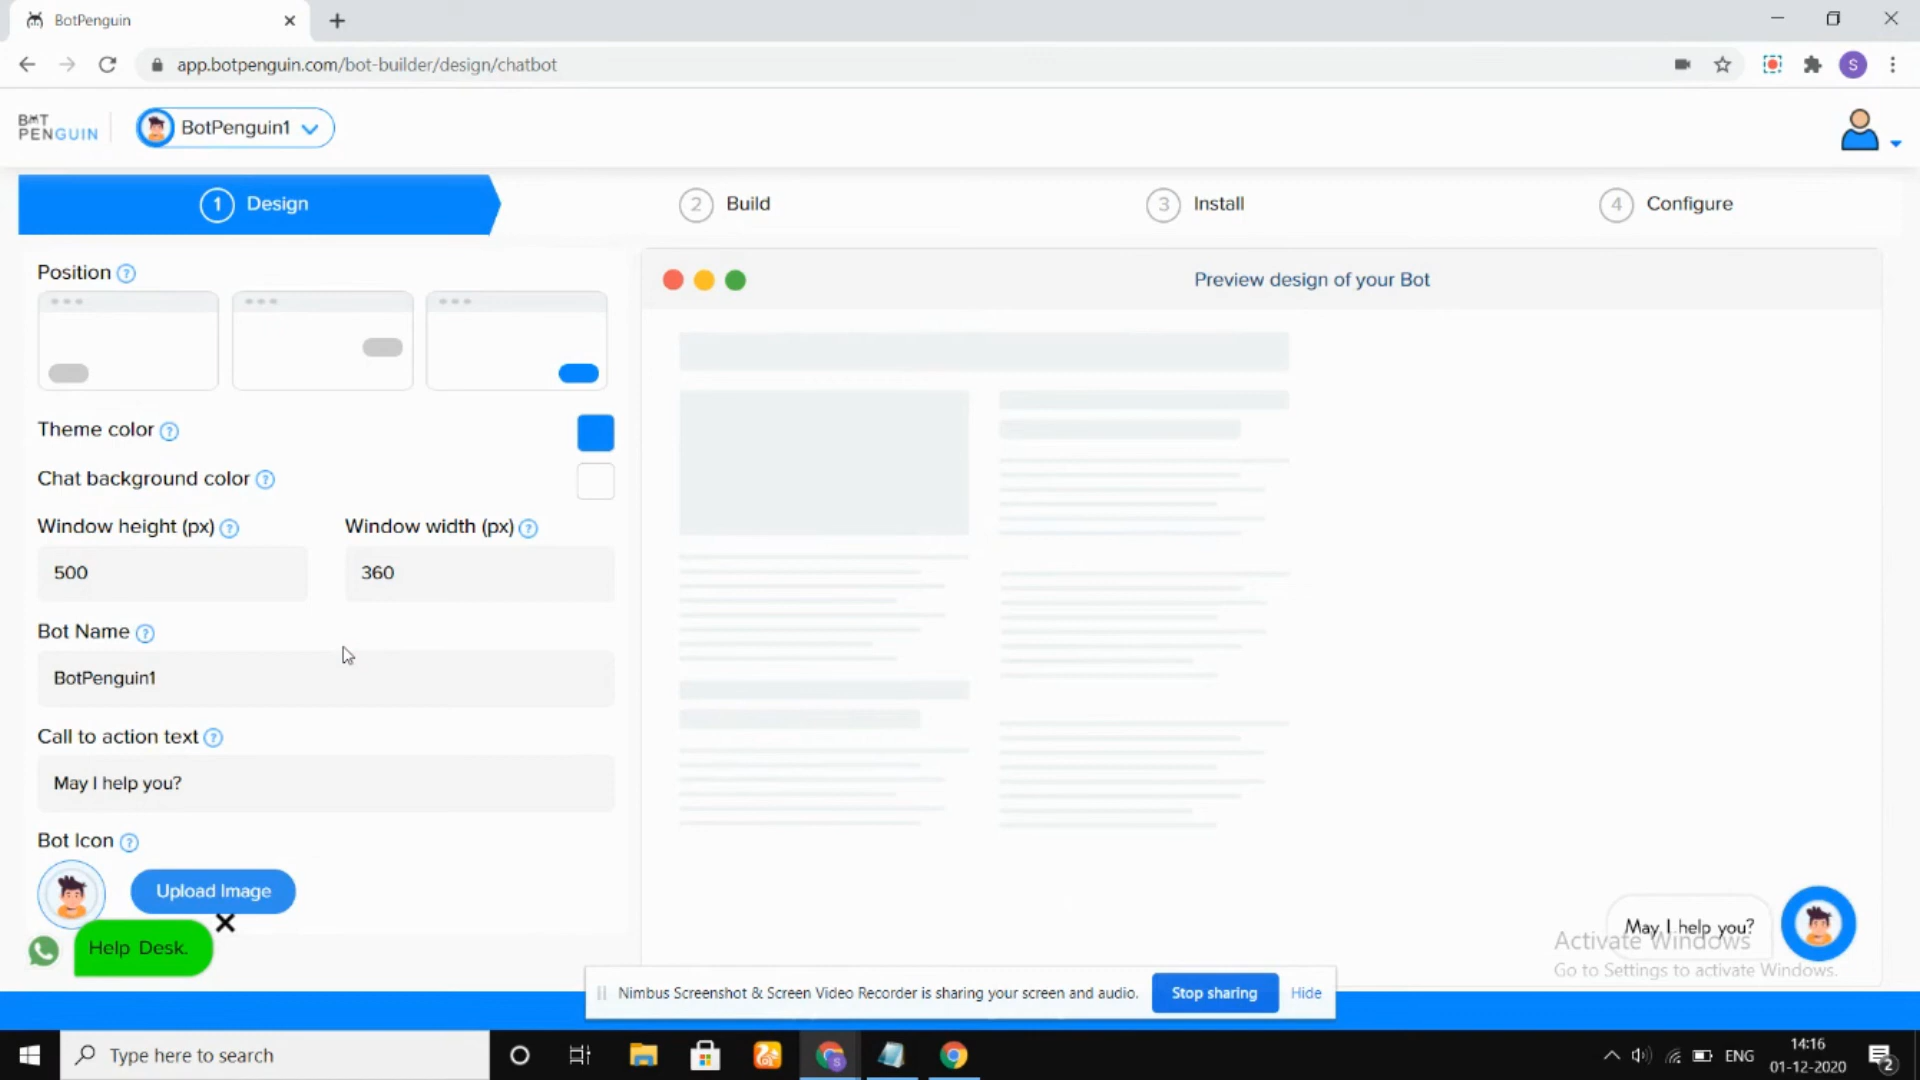 BotPenguin
app.botpenguin.com/bot-builder/design/chatbot
S
BOT
PENGUIN
BotPenguin1
1 Design
2 Build
3 Install
4 Configure
Position ?
Preview design of your Bot
Theme color ?
Chat background color ?
Window height (px) ?
Window width (px) ?
500
360
Bot Name ?
BotPenguin1
Call to action text ?
May I help you?
Bot Icon ?
Upload Image
Help Desk.
May I help you?
Activate Windows
Go to Settings to activate Windows.
Nimbus Screenshot & Screen Video Recorder is sharing your screen and audio.
Stop sharing
Hide
Type here to search
S
ENG
14:16
01-12-2020
2